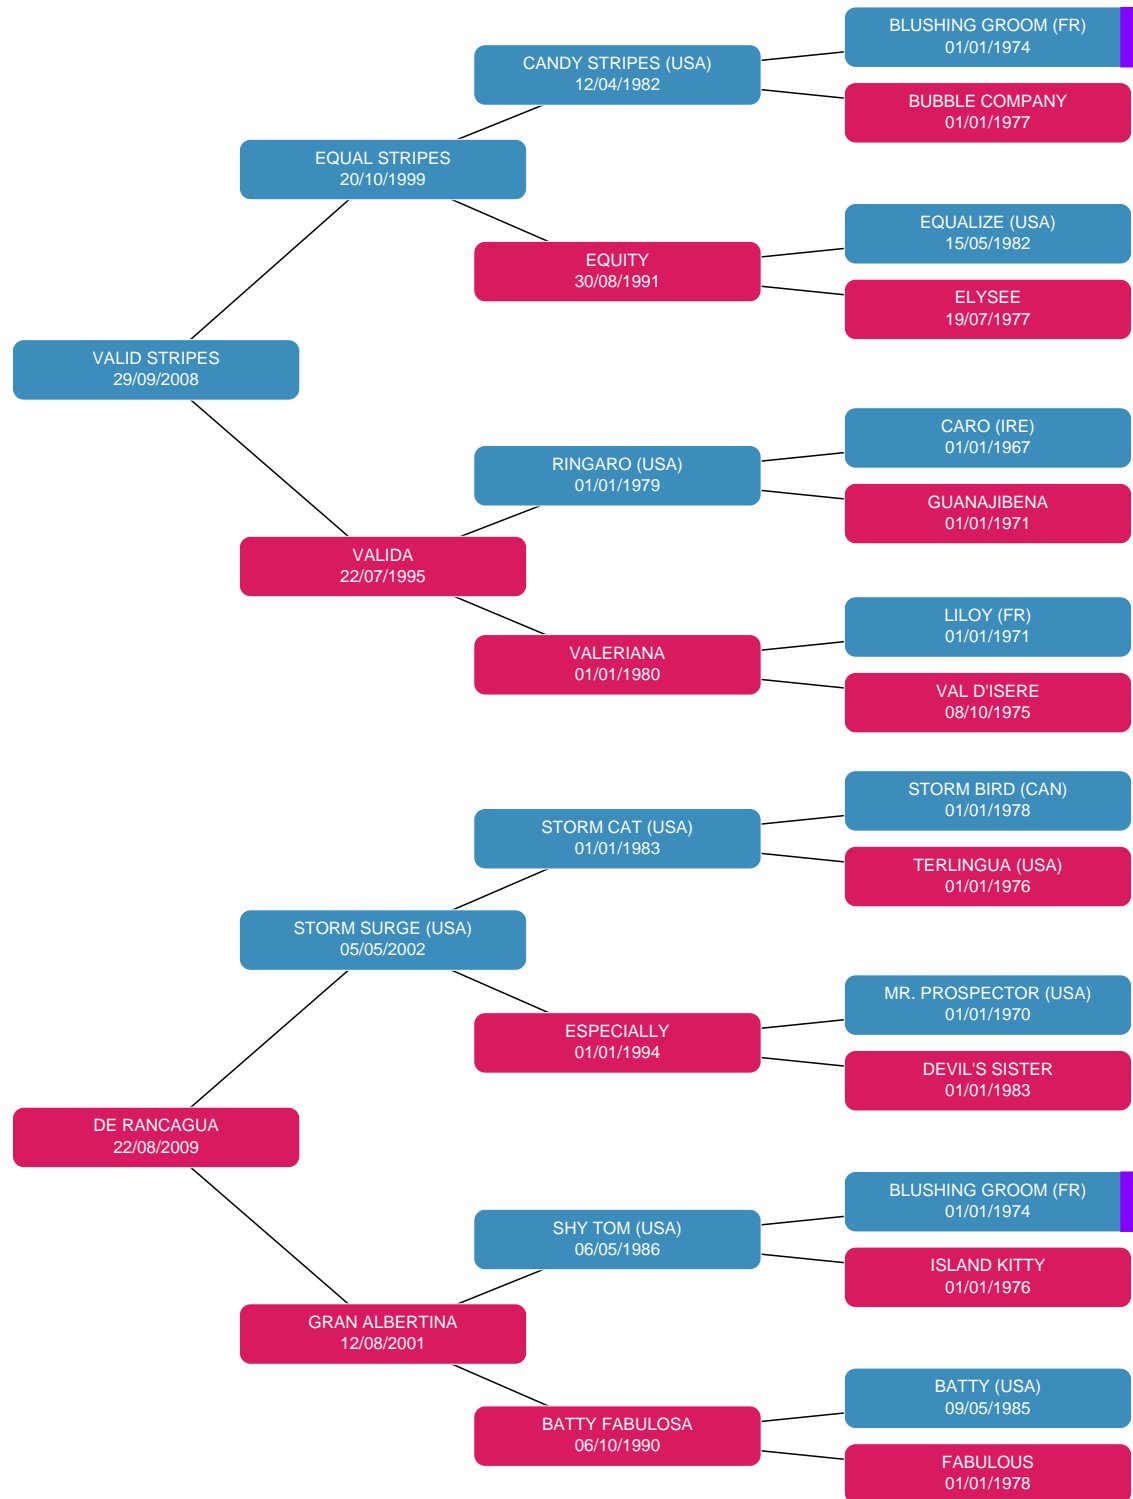 BLUSHING GROOM (FR)
01/01/1974
CANDY STRIPES (USA)
12/04/1982
BUBBLE COMPANY
01/01/1977
EQUAL STRIPES
20/10/1999
EQUALIZE (USA)
15/05/1982
EQUITY
30/08/1991
ELYSEE
19/07/1977
VALID STRIPES
29/09/2008
CARO (IRE)
01/01/1967
RINGARO (USA)
01/01/1979
GUANAJIBENA
01/01/1971
VALIDA
22/07/1995
LILOY (FR)
01/01/1971
VALERIANA
01/01/1980
VAL D'ISERE
08/10/1975
STORM BIRD (CAN)
01/01/1978
STORM CAT (USA)
01/01/1983
TERLINGUA (USA)
01/01/1976
STORM SURGE (USA)
05/05/2002
MR. PROSPECTOR (USA)
01/01/1970
ESPECIALLY
01/01/1994
DEVIL'S SISTER
01/01/1983
DE RANCAGUA
22/08/2009
BLUSHING GROOM (FR)
01/01/1974
SHY TOM (USA)
06/05/1986
ISLAND KITTY
01/01/1976
GRAN ALBERTINA
12/08/2001
BATTY (USA)
09/05/1985
BATTY FABULOSA
06/10/1990
FABULOUS
01/01/1978